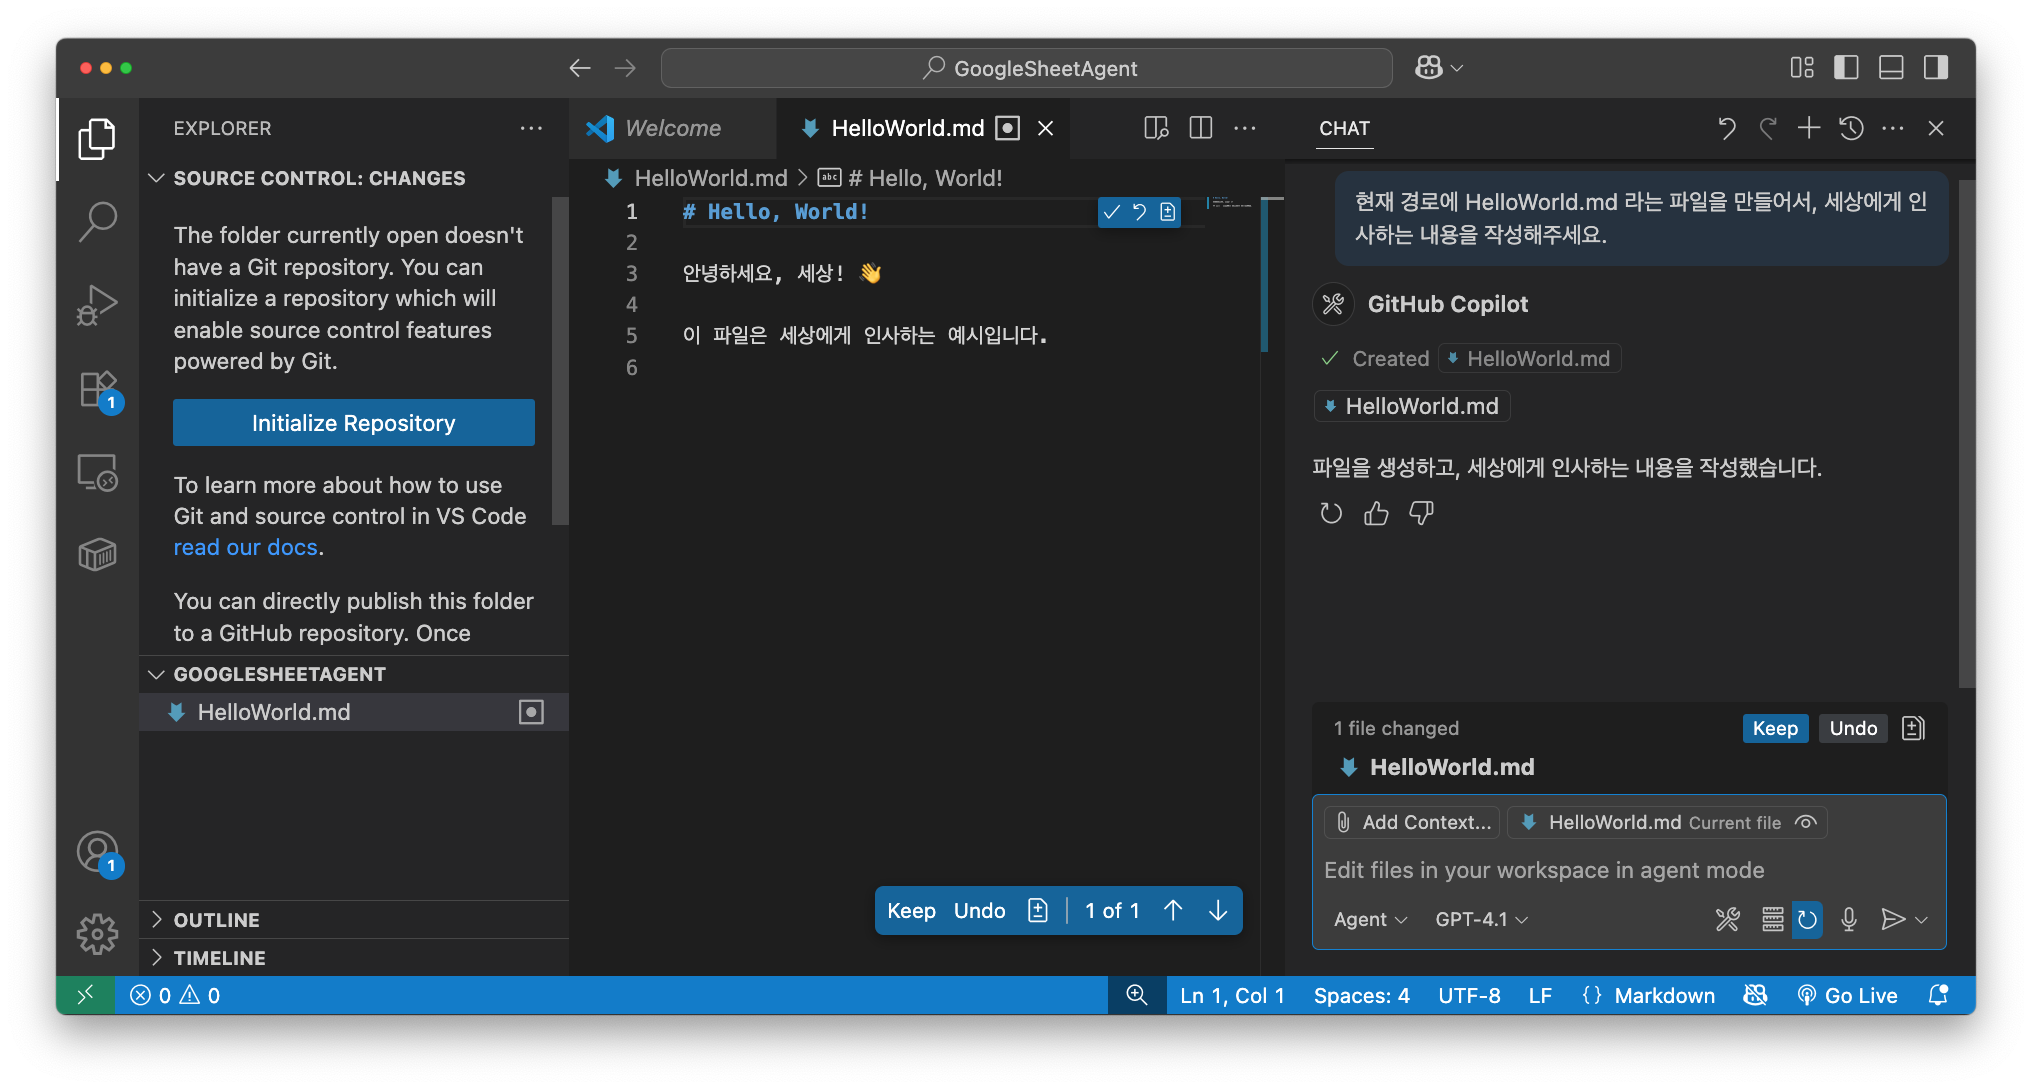 GoogleSheetAgent
EXPLORER
SOURCE CONTROL: CHANGES
The folder currently open doesn't
have a Git repository. You can
initialize a repository which will
enable source control features
powered by Git.
Initialize Repository
To learn more about how to use
Git and source control in VS Code
read our docs.
You can directly publish this folder
to a GitHub repository. Once
GOOGLESHEETAGENT
HelloWorld.md
OUTLINE
TIMELINE
1
1
Welcome
HelloWorld.md
HelloWorld.md > abc # Hello, World!
1 # Hello, World!
2
3 안녕하세요, 세상! 👋
4
5 이 파일은 세상에게 인사하는 예시입니다.
6
Keep Undo 1 of 1
CHAT
현재 경로에 HelloWorld.md 라는 파일을 만들어서, 세상에게 인
사하는 내용을 작성해주세요.
GitHub Copilot
Created HelloWorld.md
HelloWorld.md
파일을 생성하고, 세상에게 인사하는 내용을 작성했습니다.
1 file changed Keep Undo
HelloWorld.md
Add Context... HelloWorld.md Current file
Edit files in your workspace in agent mode
Agent GPT-4.1
0 0 Ln 1, Col 1 Spaces: 4 UTF-8 LF {} Markdown Go Live